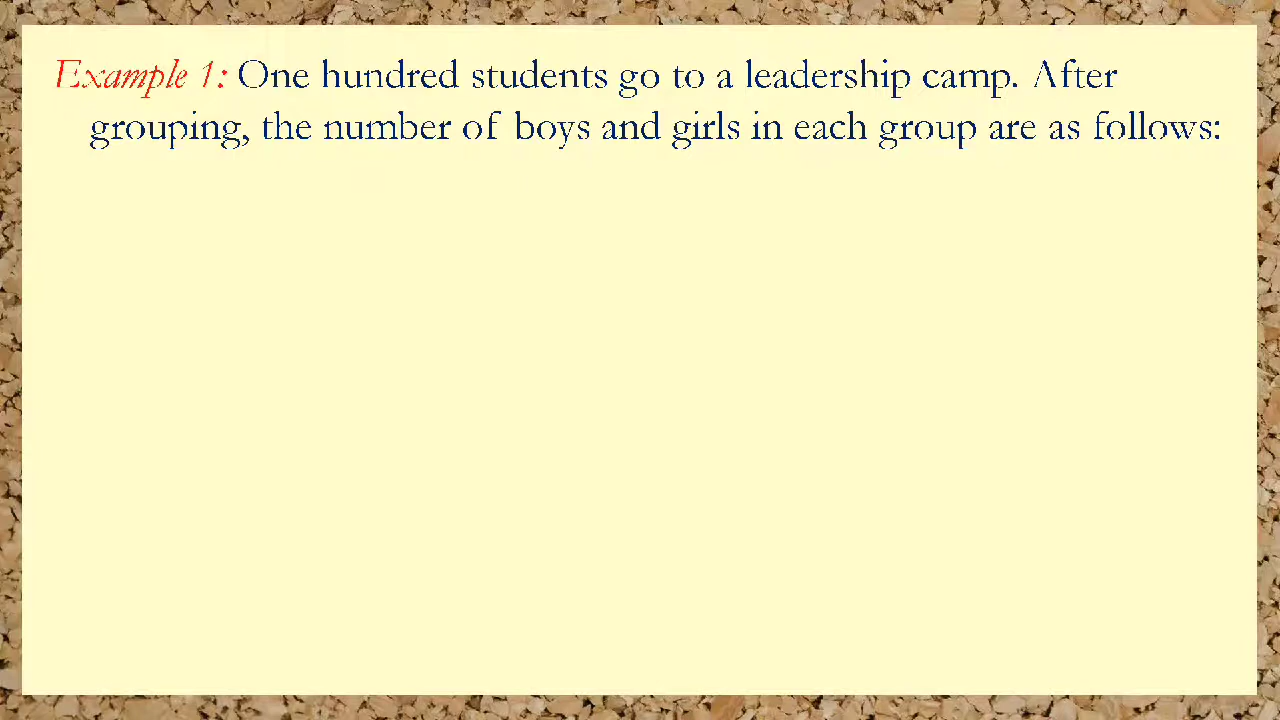 Example 1: One hundred students go to a leadership camp. After
grouping, the number of boys and girls in each group are as follows: